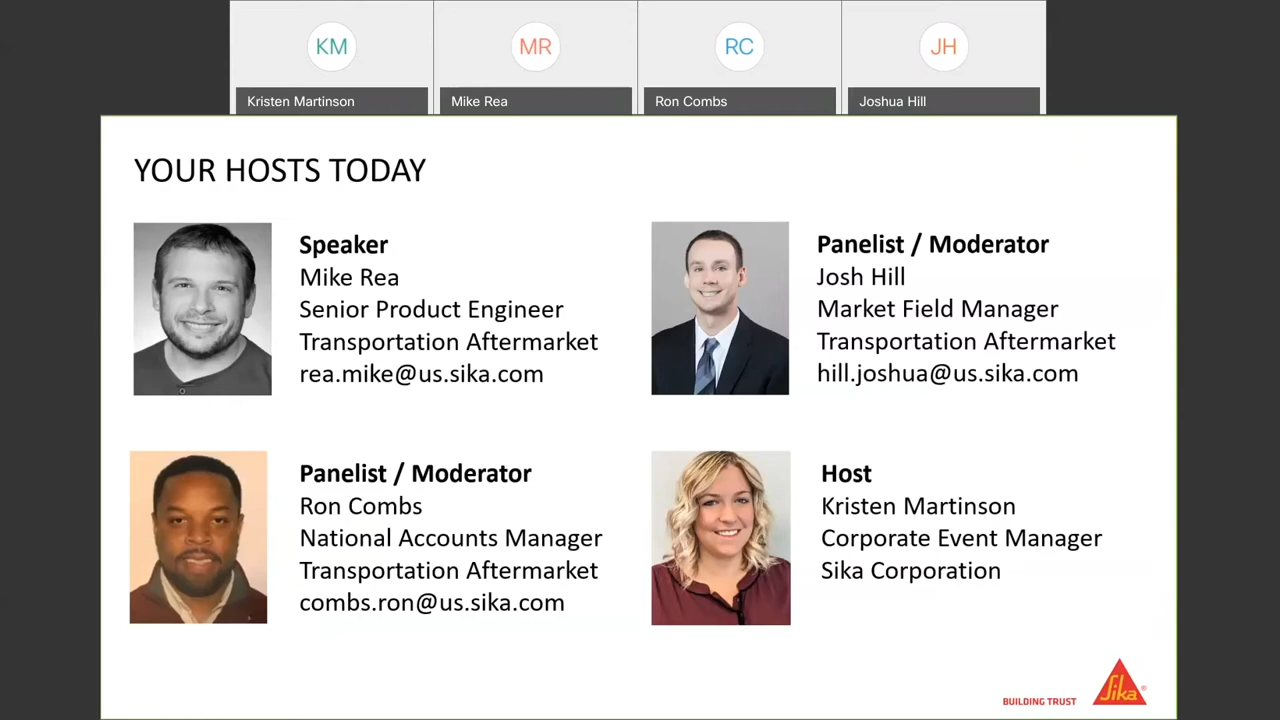 KM
MR
RC
JH
Kristen Martinson
Mike Rea
Ron Combs
Joshua Hill
YOUR HOSTS TODAY
Speaker
Mike Rea
Senior Product Engineer
Transportation Aftermarket
rea.mike@us.sika.com
Panelist / Moderator
Josh Hill
Market Field Manager
Transportation Aftermarket
hill.joshua@us.sika.com
Panelist / Moderator
Ron Combs
National Accounts Manager
Transportation Aftermarket
combs.ron@us.sika.com
Host
Kristen Martinson
Corporate Event Manager
Sika Corporation
BUILDING TRUST
Sika®